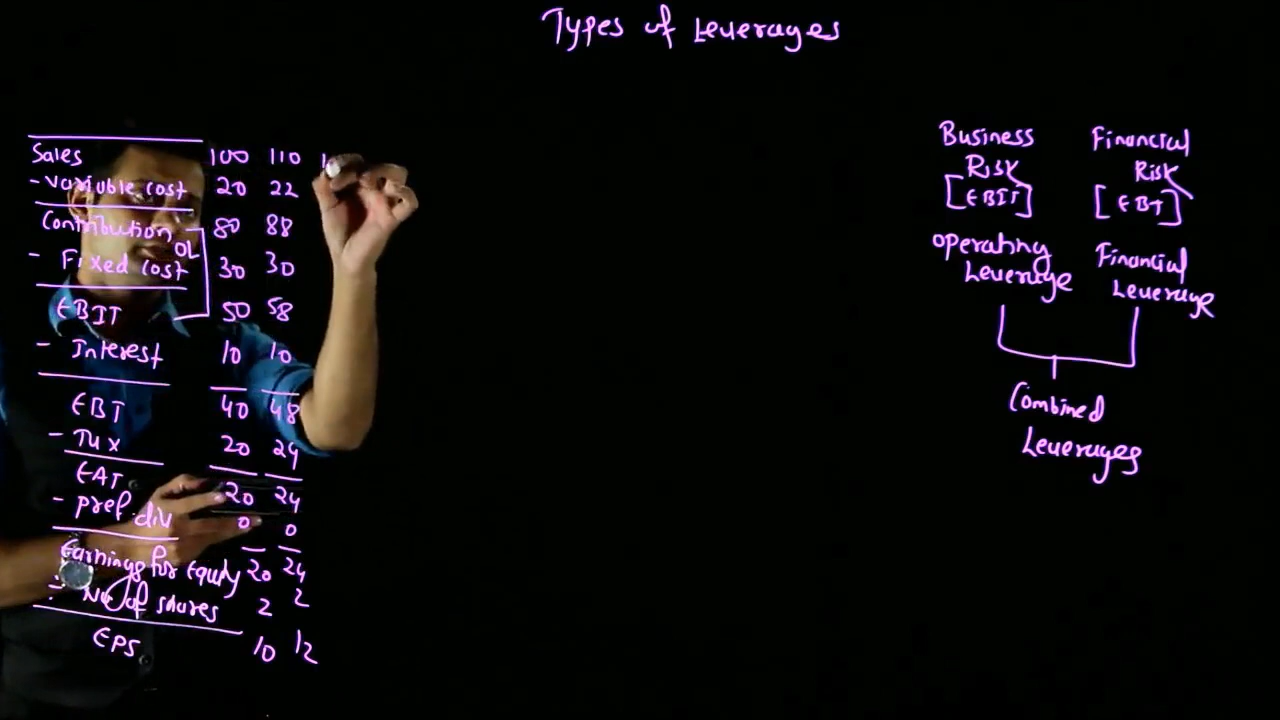 Types of Leverages
Sales 100 110 1
- Variable cost 20 22
Contribution 80 88
OL
- Fixed cost 30 30
EBIT 50 58
- Interest 10 10
EBT 40 48
- Tax 20 24
EAT 20 24
- pref. div 0 0
Earnings for Equity 20 24
÷ No of shares 2 2
EPS 10 12
Business Risk
[EBIT]
Operating
Leverage
Financial
Risk
[EBT]
Financial
Leverage
Combined
Leverages